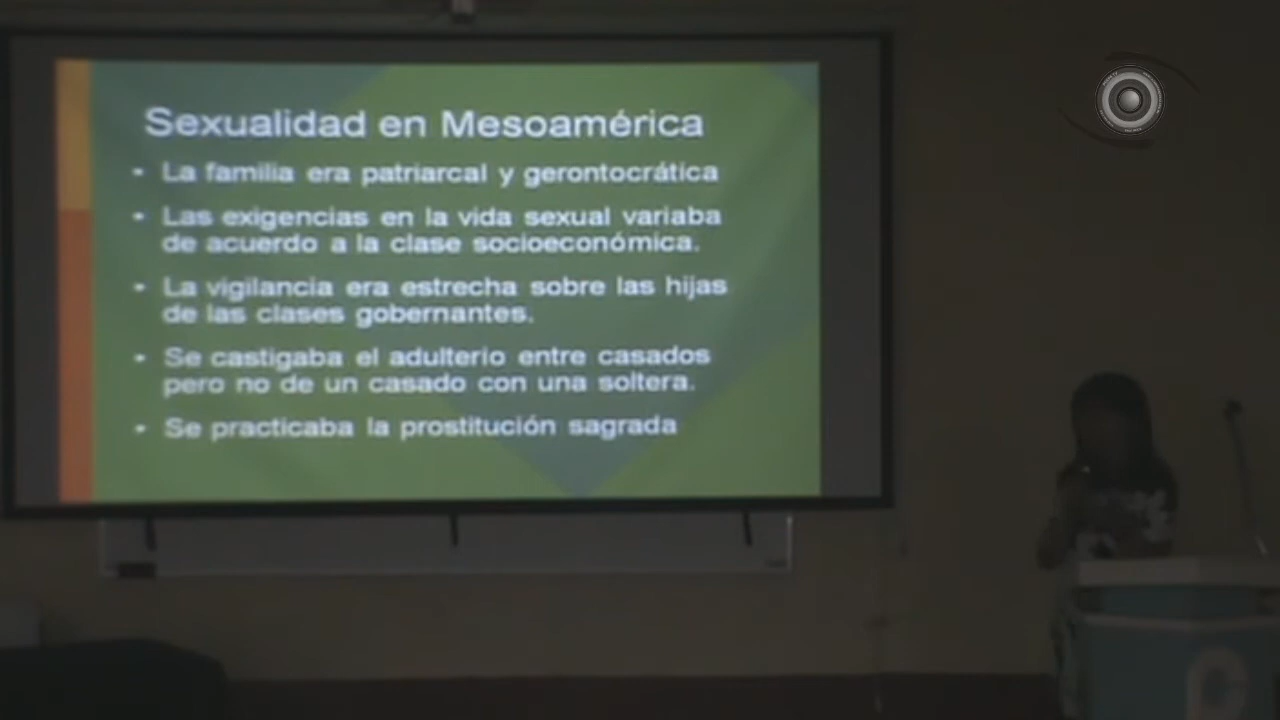 Sexualidad en Mesoamérica
• La familia era patriarcal y gerontocrática
• Las exigencias en la vida sexual variaba
de acuerdo a la clase socioeconómica.
• La vigilancia era estrecha sobre las hijas
de las clases gobernantes.
• Se castigaba el adulterio entre casados
pero no de un casado con una soltera.
• Se practicaba la prostitución sagrada